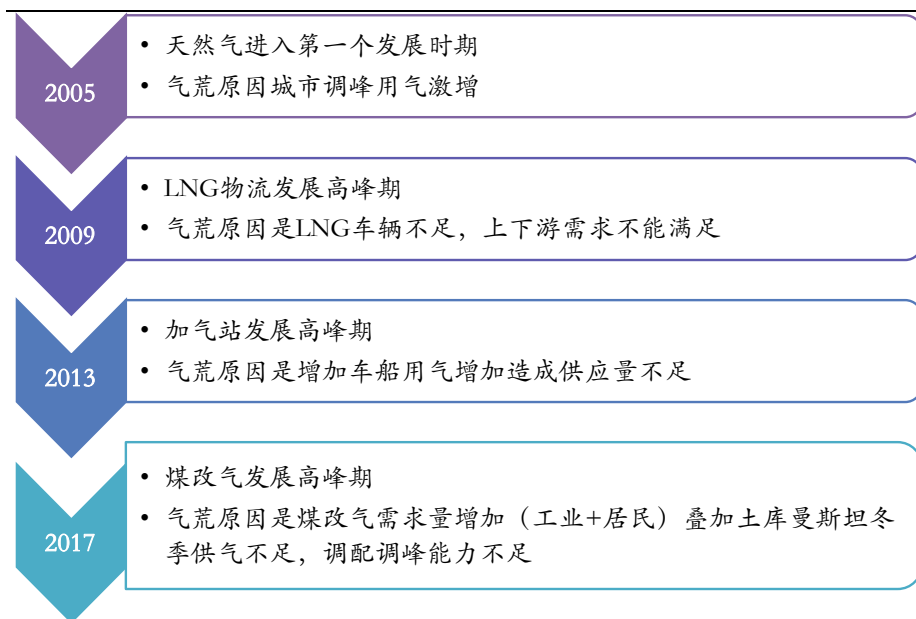 2005
• 天然气进入第一个发展时期
• 气荒原因城市调峰用气激增
2009
• LNG物流发展高峰期
• 气荒原因是LNG车辆不足，上下游需求不能满足
2013
• 加气站发展高峰期
• 气荒原因是增加车船用气增加造成供应量不足
2017
• 煤改气发展高峰期
• 气荒原因是煤改气需求量增加（工业+居民）叠加土库曼斯坦冬
季供气不足，调配调峰能力不足